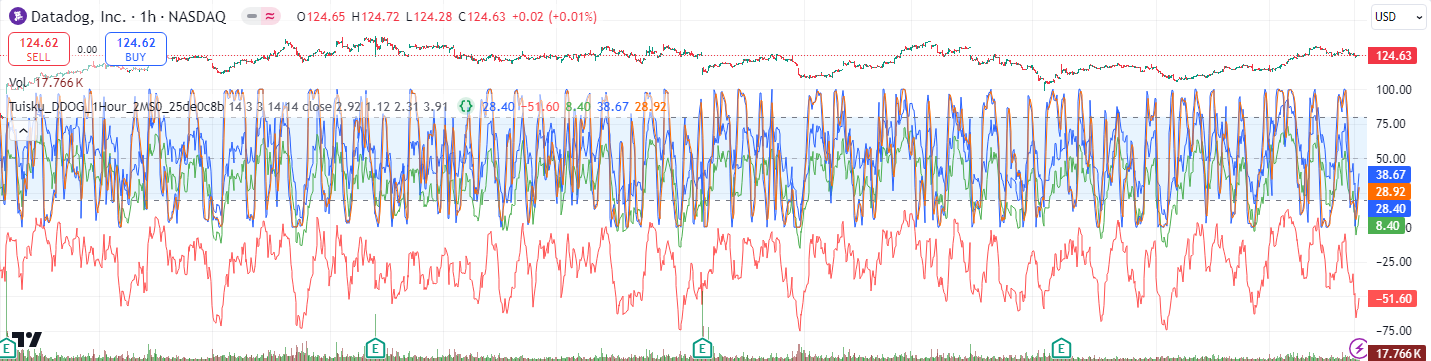 Datadog, Inc. · 1h · NASDAQ O124.65 H124.72 L124.28 C124.63 +0.02 (+0.01%)
USD
124.62 SELL
0.00
124.62 BUY
124.63
Vol · 17.766 K
100.00
Tuisku_DDOG_1Hour_2MS0_25de0c8b 14 3 3 14 14 close 2.92 1.12 2.31 3.91 28.40 −51.60 8.40 38.67 28.92
75.00
50.00
38.67
28.92
28.40
8.40
−25.00
−51.60
−75.00
E
E
E
E
17.766 K